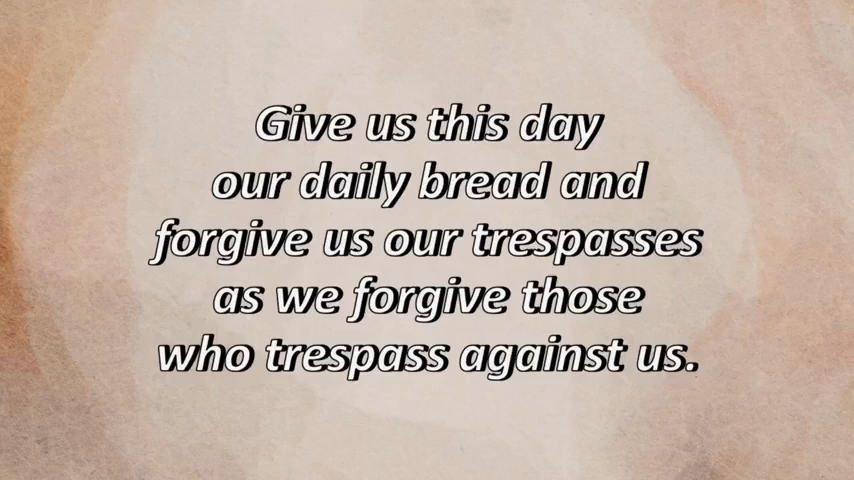 Give us this day
our daily bread and
forgive us our trespasses
as we forgive those
who trespass against us.